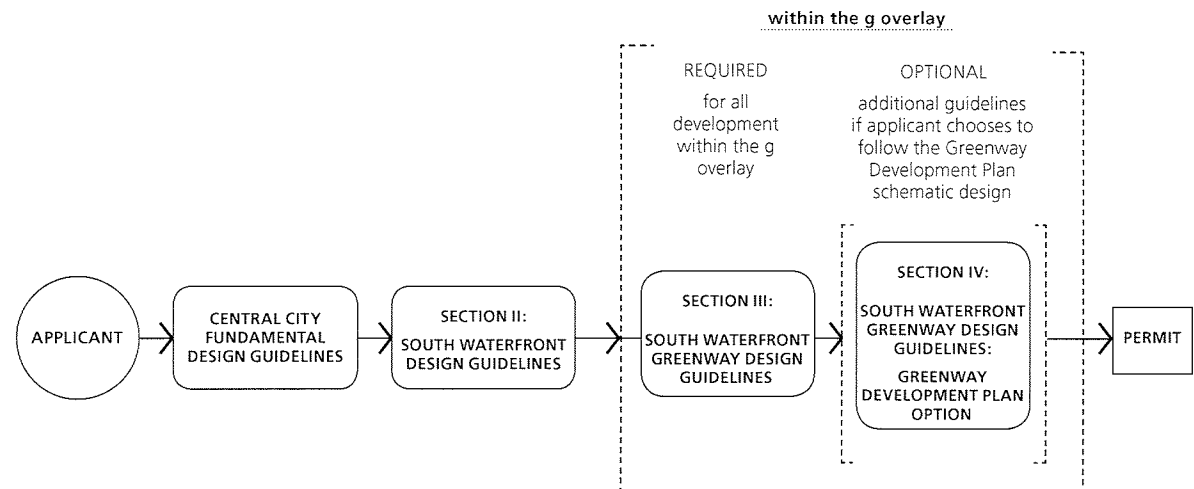 within the g overlay
REQUIRED
for all
development
within the g
overlay
OPTIONAL
additional guidelines
if applicant chooses to
follow the Greenway
Development Plan
schematic design
APPLICANT
CENTRAL CITY
FUNDAMENTAL
DESIGN GUIDELINES
SECTION II:
SOUTH WATERFRONT
DESIGN GUIDELINES
SECTION III:
SOUTH WATERFRONT
GREENWAY DESIGN
GUIDELINES
SECTION IV:
SOUTH WATERFRONT
GREENWAY DESIGN
GUIDELINES:
GREENWAY
DEVELOPMENT PLAN
OPTION
PERMIT